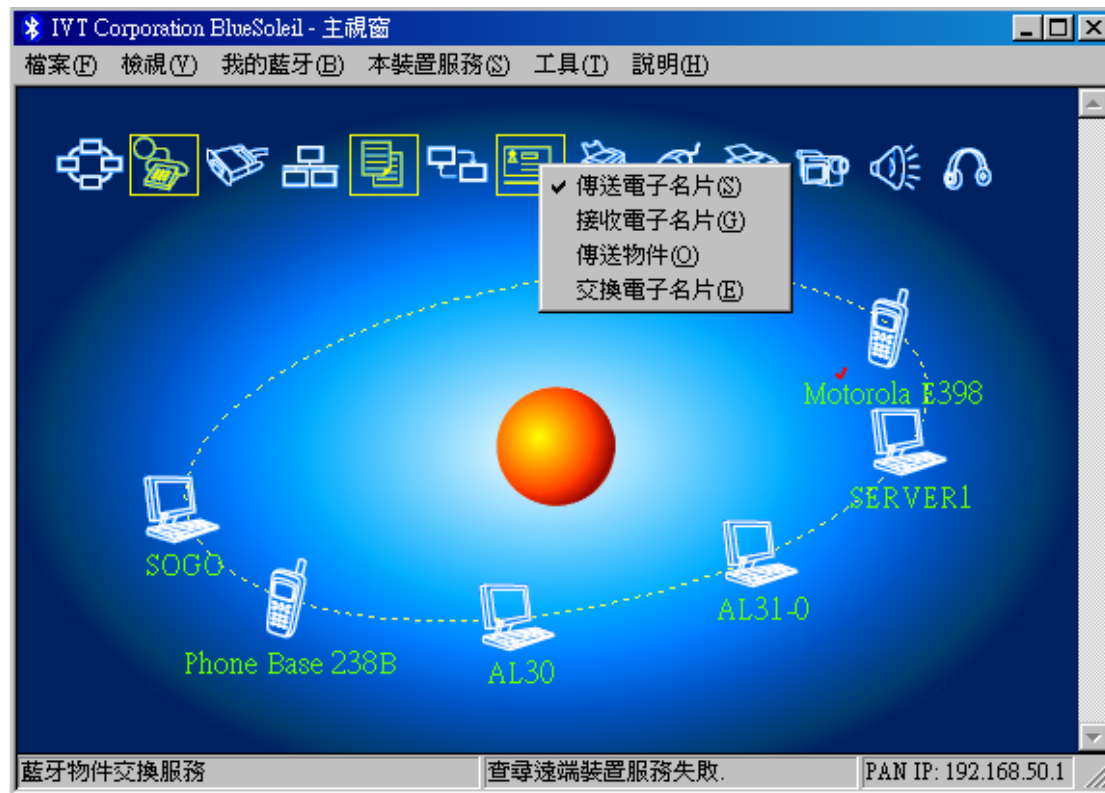 IVT Corporation BlueSoleil - 主視窗
檔案(F) 檢視(V) 我的藍牙(B) 本裝置服務(S) 工具(T) 說明(H)
傳送電子名片(S)
接收電子名片(G)
傳送物件(O)
交換電子名片(E)
Motorola E398
SERVER1
SOGO
AL31-0
Phone Base 238B
AL30
藍牙物件交換服務 查尋遠端裝置服務失敗. PAN IP: 192.168.50.1